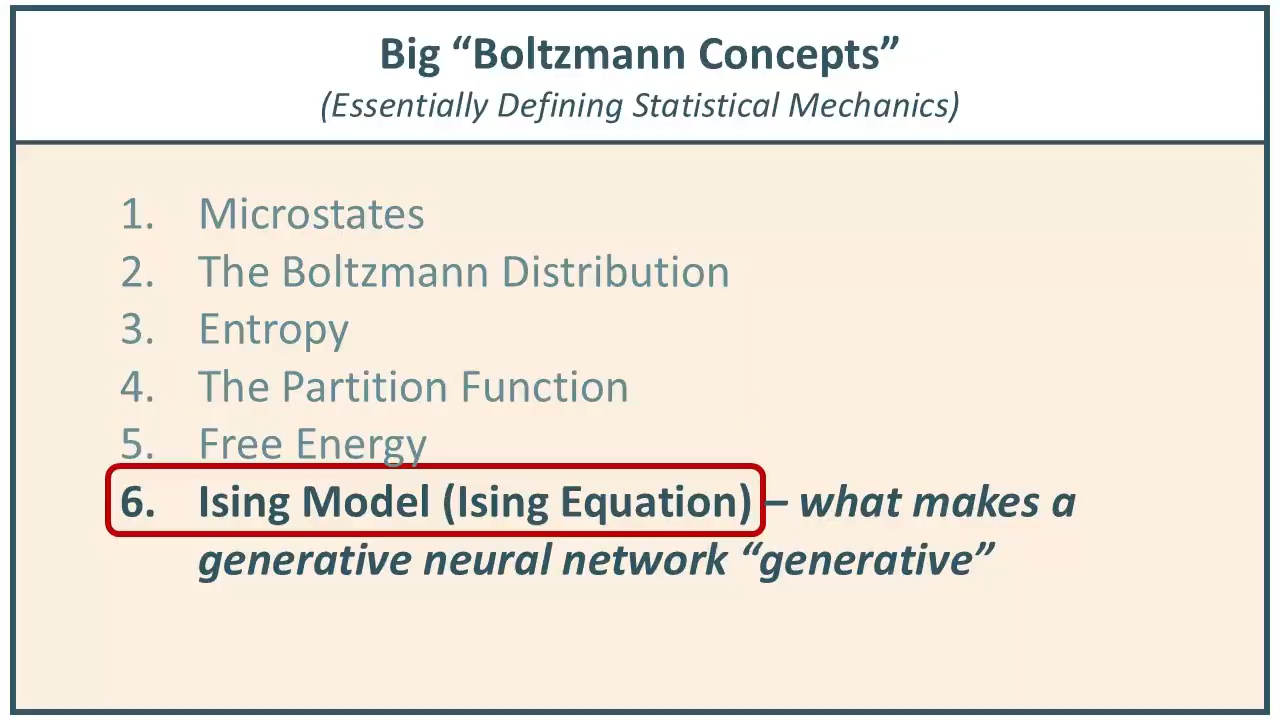 Big “Boltzmann Concepts”
(Essentially Defining Statistical Mechanics)
1. Microstates
2. The Boltzmann Distribution
3. Entropy
4. The Partition Function
5. Free Energy
6. Ising Model (Ising Equation) – what makes a
generative neural network “generative”